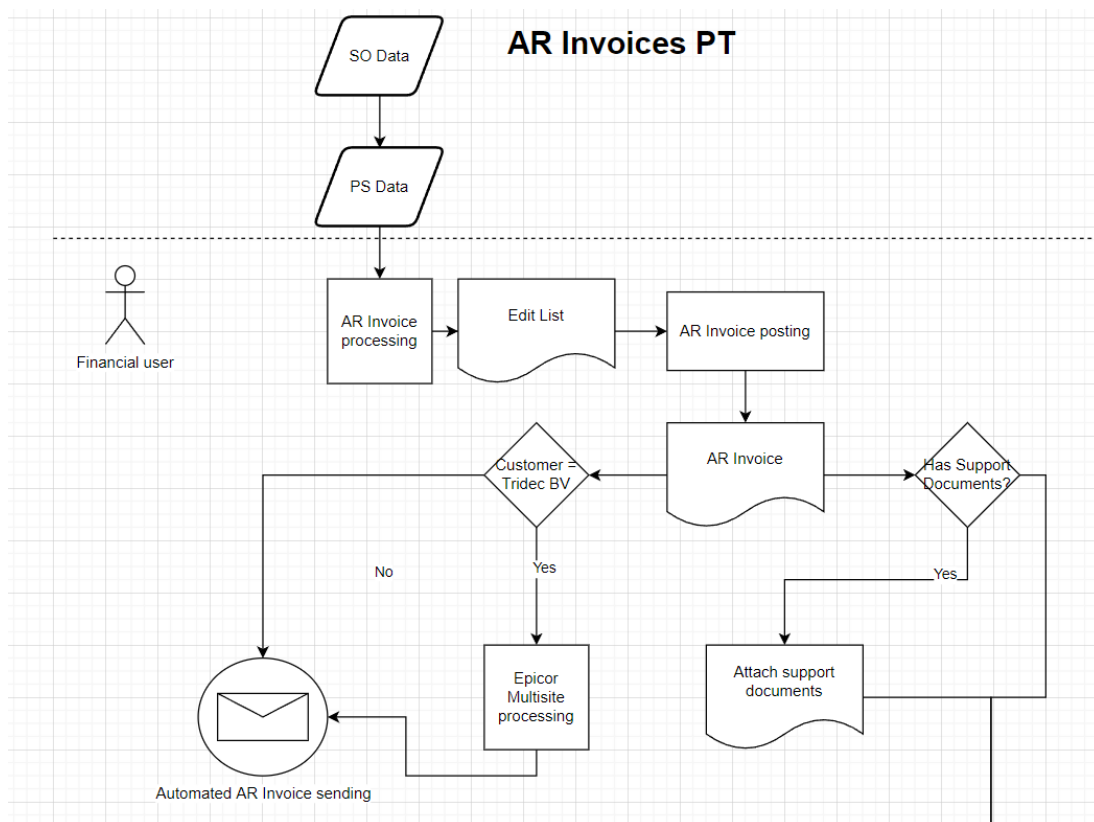 AR Invoices PT
SO Data
PS Data
AR Invoice
processing
Edit List
AR Invoice posting
Financial user
Customer =
Tridec BV
AR Invoice
Has Support
Documents?
No
Yes
Yes
Epicor
Multisite
processing
Attach support
documents
Automated AR Invoice sending